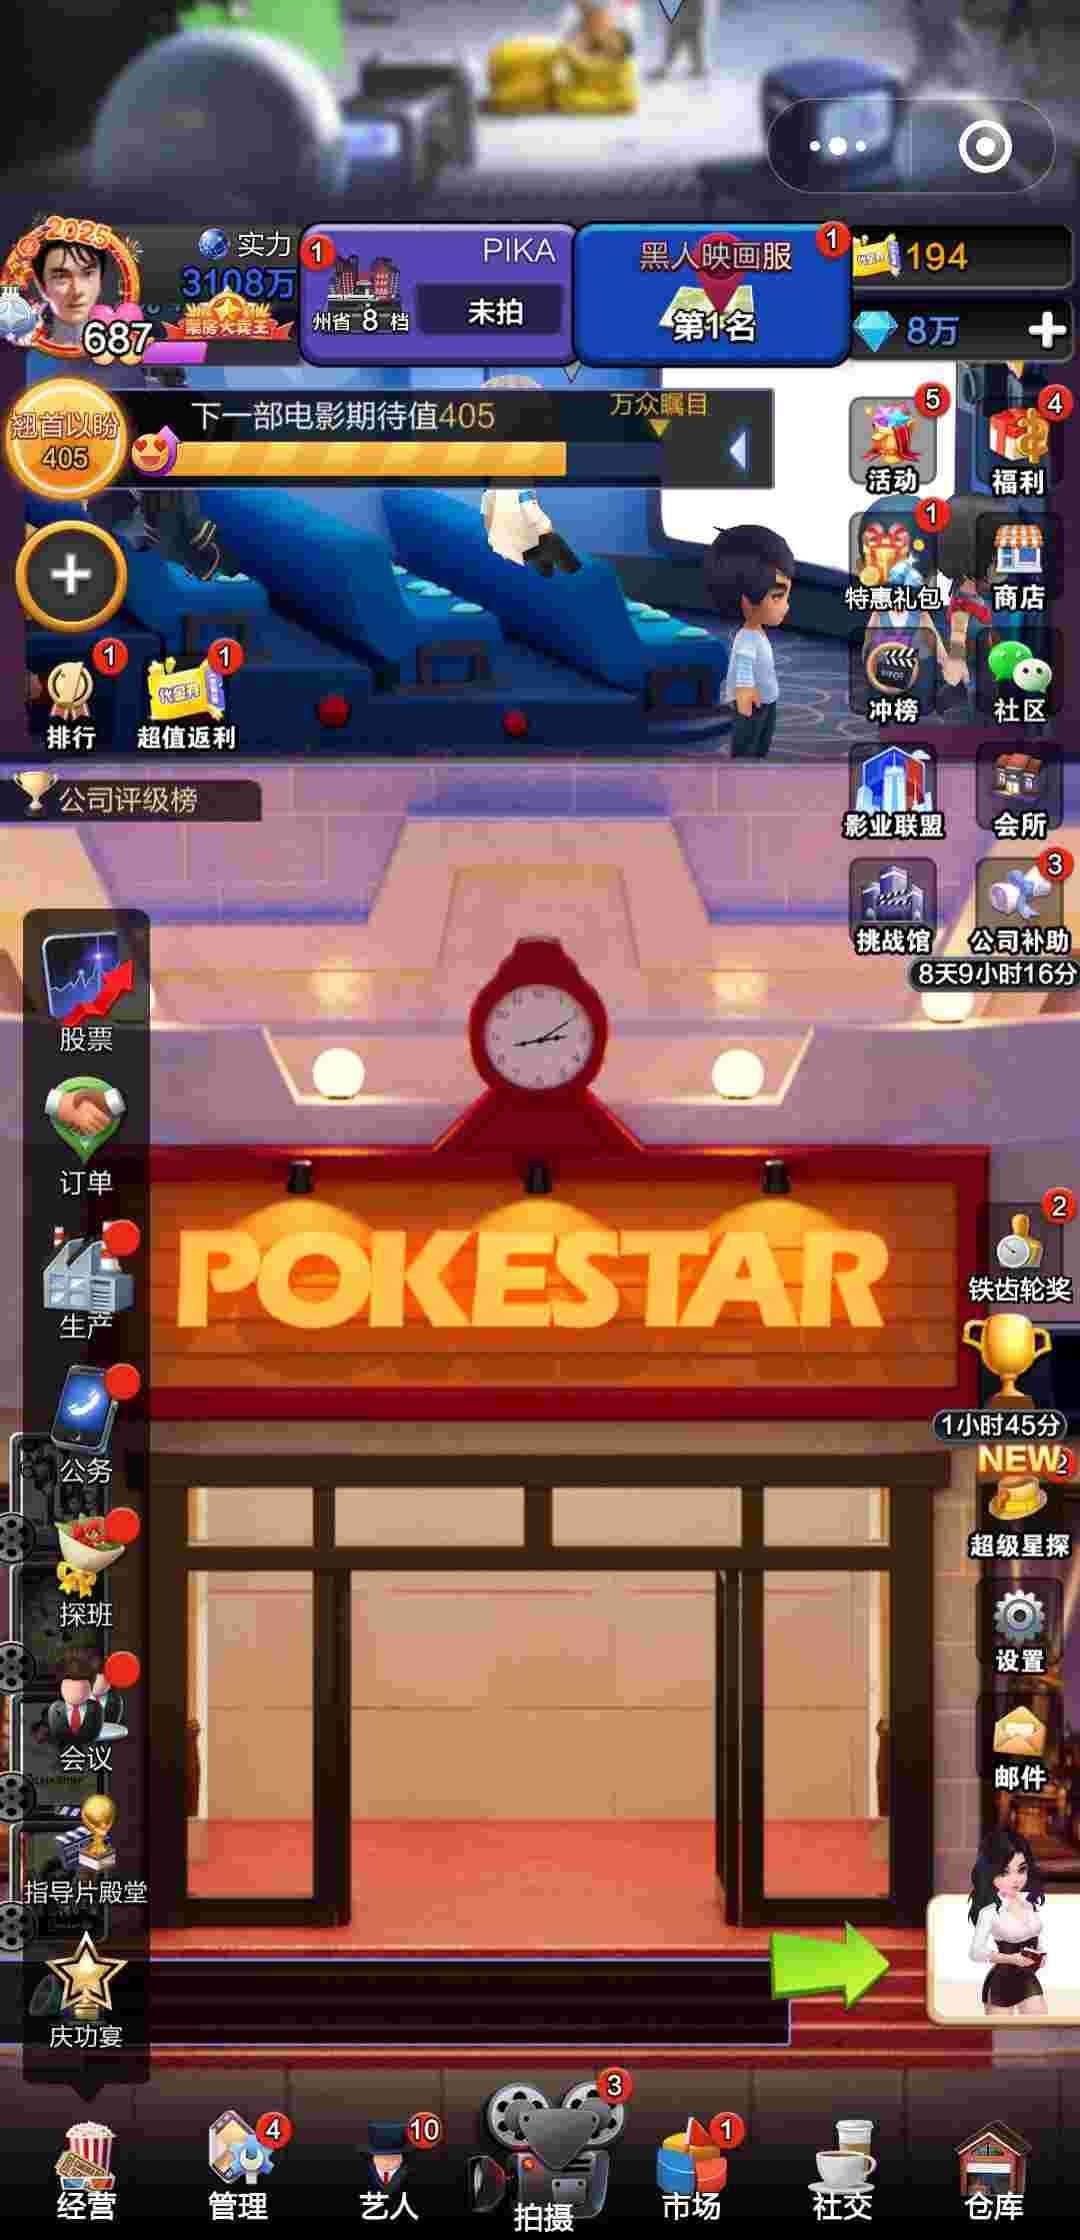 2025
实力
3108万
票房大赛王
687
1
PIKA
州省 8 档
未拍
1
黑人映画服
第1名
194
8万
翘首以盼
405
下一部电影期待值405
万众瞩目
5
活动
4
福利
1
特惠礼包
商店
1
排行
1
超值返利
冲榜
社区
公司评级榜
影业联盟
会所
挑战馆
3
公司补助
8天9小时16分
股票
订单
生产
公务
探班
会议
指导片殿堂
庆功宴
POKESTAR
2
铁齿轮奖
1小时45分
NEW
2
超级星探
设置
邮件
经营
4
管理
10
艺人
3
拍摄
1
市场
社交
仓库